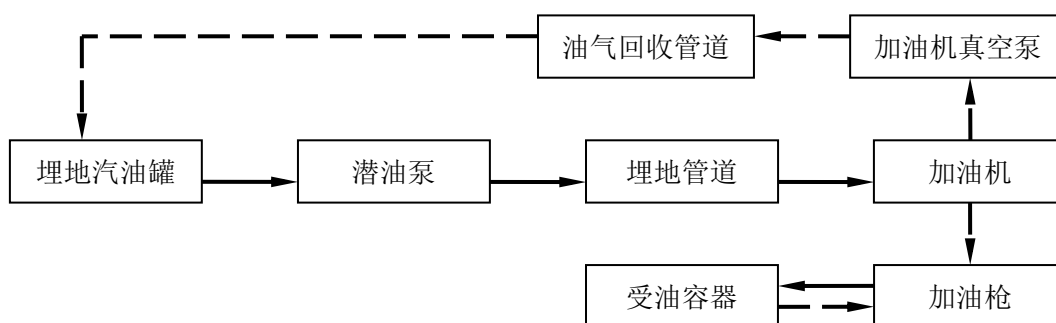 油气回收管道
加油机真空泵
埋地汽油罐
潜油泵
埋地管道
加油机
受油容器
加油枪